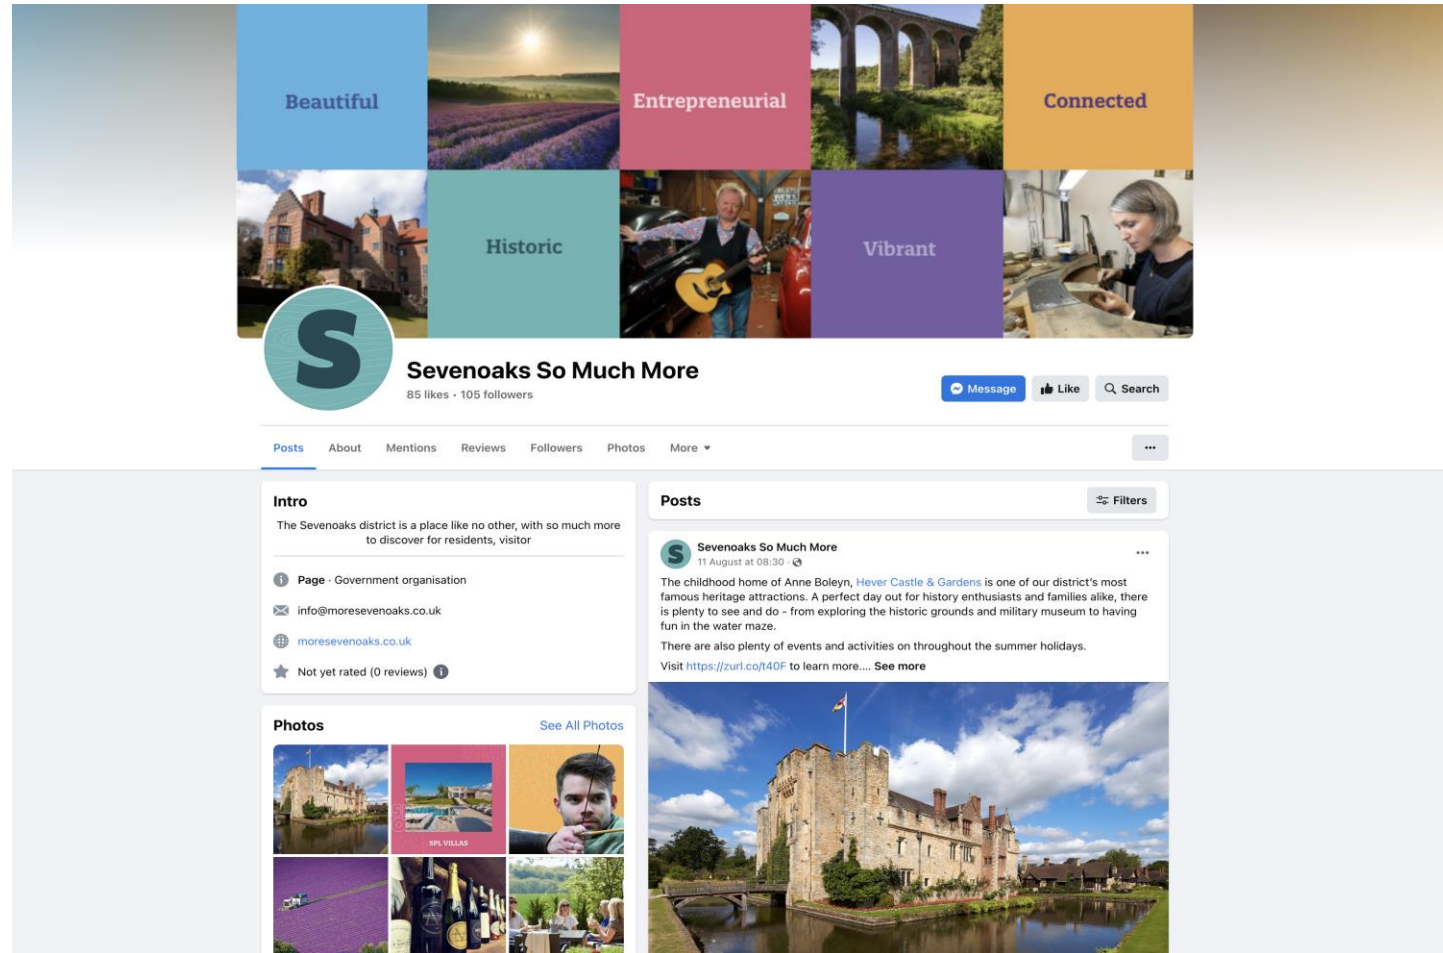 Beautiful
Entrepreneurial
Connected
Historic
Vibrant
S
Sevenoaks So Much More
85 likes • 105 followers
Message
Like
Search
Posts
About
Mentions
Reviews
Followers
Photos
More
Intro
The Sevenoaks district is a place like no other, with so much more
to discover for residents, visitor
Page · Government organisation
info@moresevenoaks.co.uk
moresevenoaks.co.uk
Not yet rated (0 reviews)
Photos
See All Photos
SPL VILLAS
Posts
Filters
S
Sevenoaks So Much More
11 August at 08:30 ·
The childhood home of Anne Boleyn, Hever Castle & Gardens is one of our district's most
famous heritage attractions. A perfect day out for history enthusiasts and families alike, there
is plenty to see and do - from exploring the historic grounds and military museum to having
fun in the water maze.
There are also plenty of events and activities on throughout the summer holidays.
Visit https://zurl.co/t40F to learn more.... See more